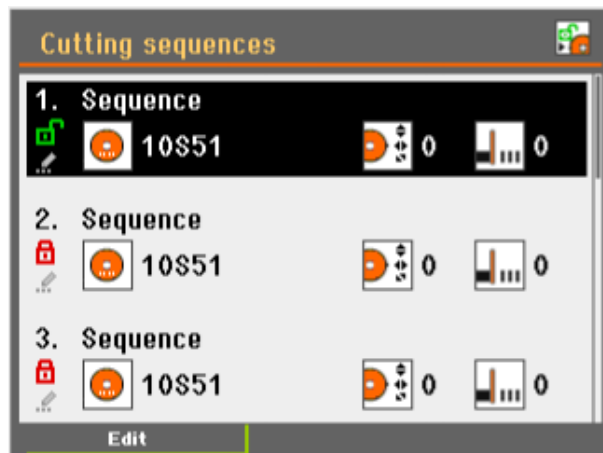 Cutting sequences
1. Sequence
10S51 0 0
2. Sequence
10S51 0 0
3. Sequence
10S51 0 0
Edit